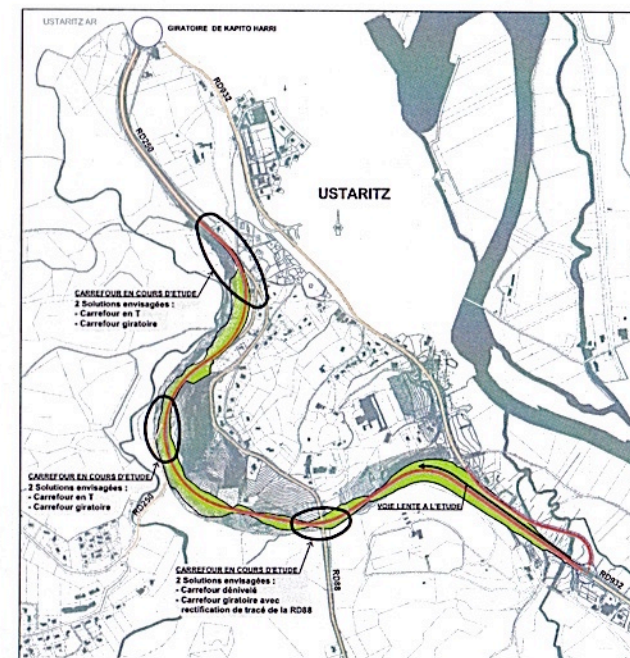 USTARITZ AR
GIRATOIRE DE KAPITO HARRI
RD932
RD250
USTARITZ
CARREFOUR EN COURS D'ETUDE
2 Solutions envisagées :
- Carrefour en T
- Carrefour giratoire
CARREFOUR EN COURS D'ETUDE
2 Solutions envisagées :
- Carrefour en T
- Carrefour giratoire
RD250
VOIE LENTE A L'ETUDE
CARREFOUR EN COURS D'ETUDE
2 Solutions envisagées :
- Carrefour dénivelé
- Carrefour giratoire avec
rectification de tracé de la RD88
RD88
RD932